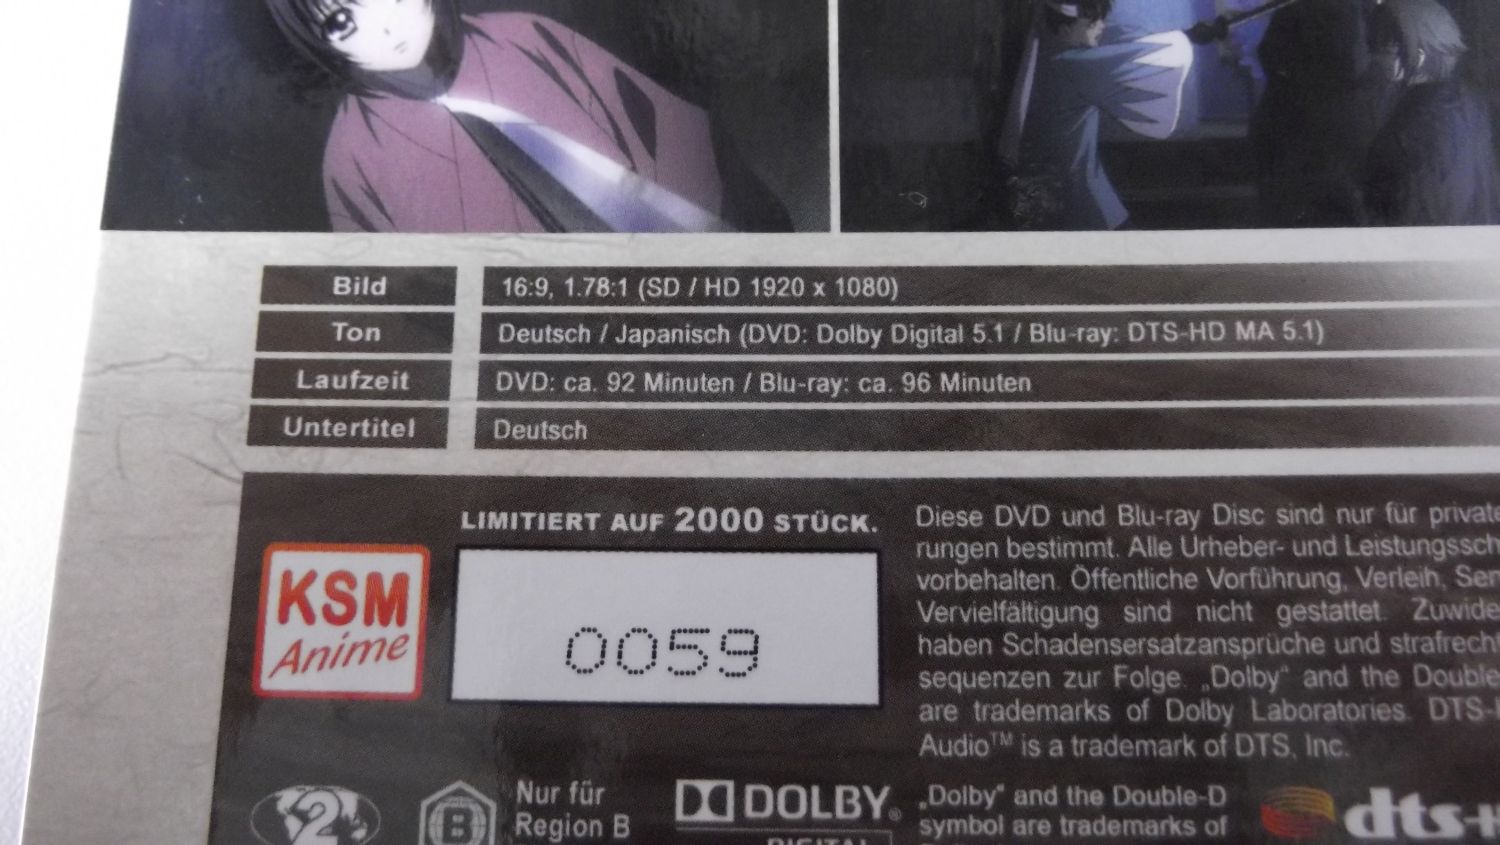 Bild 16:9, 1.78:1 (SD / HD 1920 x 1080)
Ton Deutsch / Japanisch (DVD: Dolby Digital 5.1 / Blu-ray: DTS-HD MA 5.1)
Laufzeit DVD: ca. 92 Minuten / Blu-ray: ca. 96 Minuten
Untertitel Deutsch
LIMITIERT AUF 2000 STÜCK.
KSM
Anime
0059
Diese DVD und Blu-ray Disc sind nur für private
rungen bestimmt. Alle Urheber- und Leistungssch
vorbehalten. Öffentliche Vorführung, Verleih, Sen
Vervielfältigung sind nicht gestattet. Zuwide
haben Schadensersatzansprüche und strafrecht
sequenzen zur Folge. „Dolby“ and the Double
are trademarks of Dolby Laboratories. DTS-
Audio™ is a trademark of DTS, Inc.
2
B
Nur für
Region B
DOLBY®
DIGITAL
„Dolby“ and the Double-D
symbol are trademarks of
dts-H